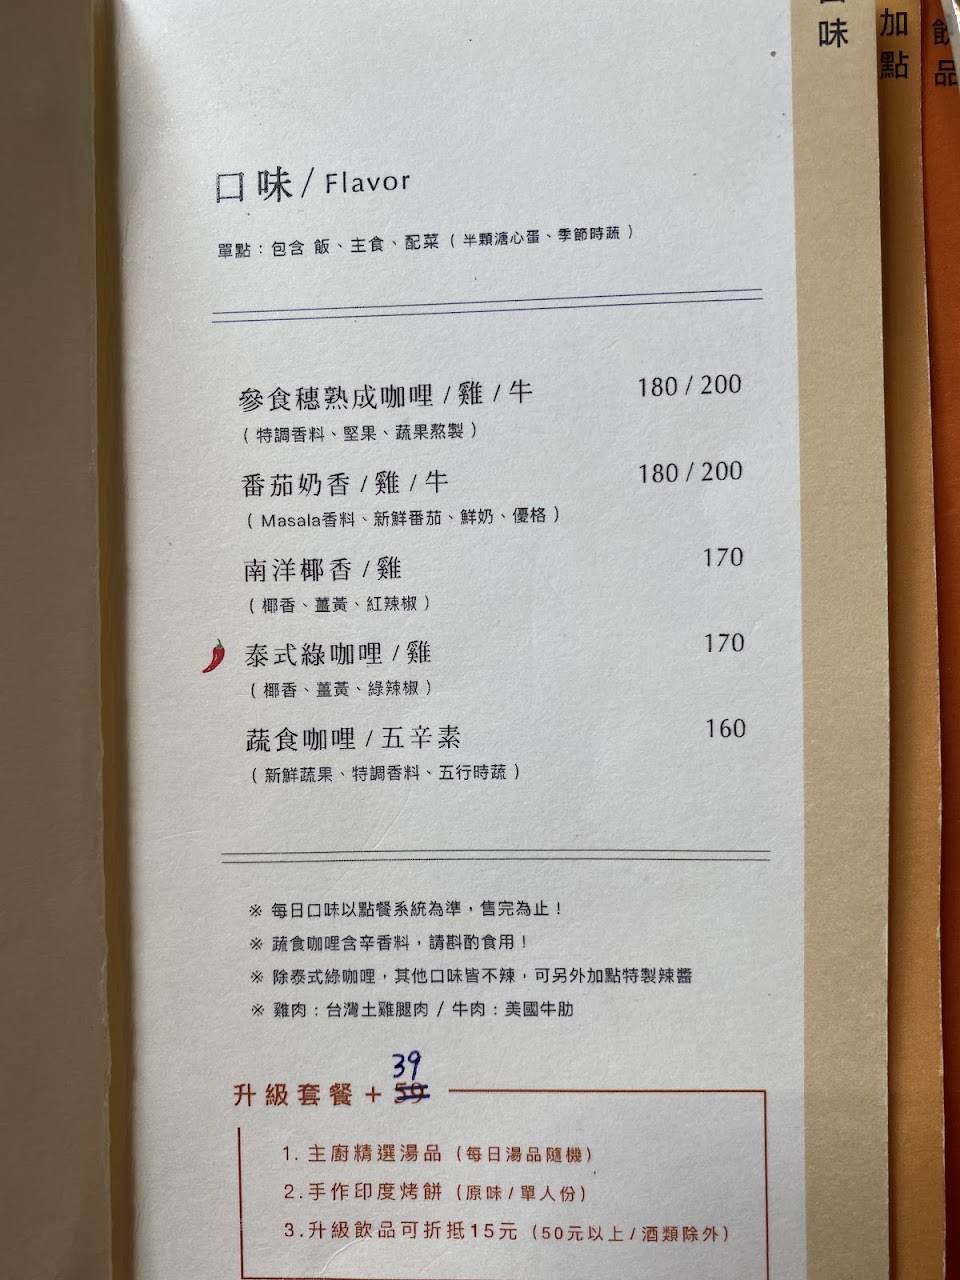 口味
加點
飲品
口味 / Flavor
單點：包含 飯、主食、配菜（半顆溏心蛋、季節時蔬）
參食穗熟成咖哩 / 雞 / 牛 180 / 200
（特調香料、堅果、蔬果熬製）
番茄奶香 / 雞 / 牛 180 / 200
（Masala香料、新鮮番茄、鮮奶、優格）
南洋椰香 / 雞 170
（椰香、薑黃、紅辣椒）
泰式綠咖哩 / 雞 170
（椰香、薑黃、綠辣椒）
蔬食咖哩 / 五辛素 160
（新鮮蔬果、特調香料、五行時蔬）
※ 每日口味以點餐系統為準，售完為止！
※ 蔬食咖哩含辛香料，請斟酌食用！
※ 除泰式綠咖哩，其他口味皆不辣，可另外加點特製辣醬
※ 雞肉：台灣土雞腿肉 / 牛肉：美國牛肋
39
升級套餐 + 59
1. 主廚精選湯品（每日湯品隨機）
2.手作印度烤餅（原味 / 單人份）
3.升級飲品可折抵15元（50元以上 / 酒類除外）